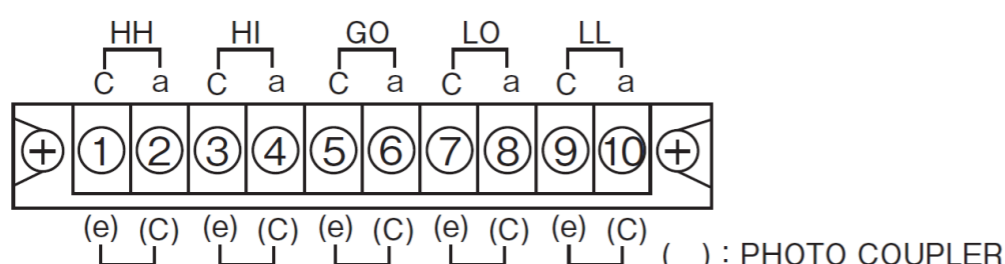 HH HI GO LO LL
C a C a C a C a C a
+ 1 2 3 4 5 6 7 8 9 10 +
(e) (C) (e) (C) (e) (C) (e) (C) (e) (C)
( ) : PHOTO COUPLER